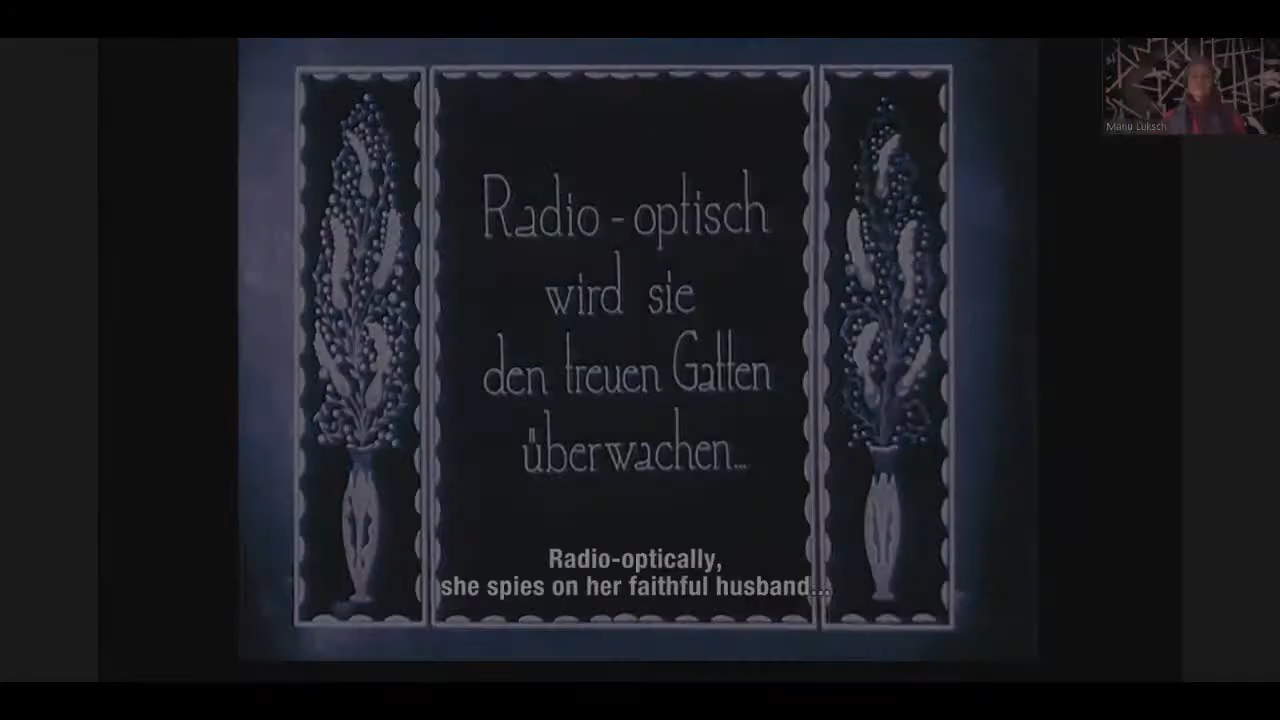 Manu Luksch
Radio-optisch
wird sie
den treuen Gatten
überwachen...
Radio-optically,
she spies on her faithful husband...